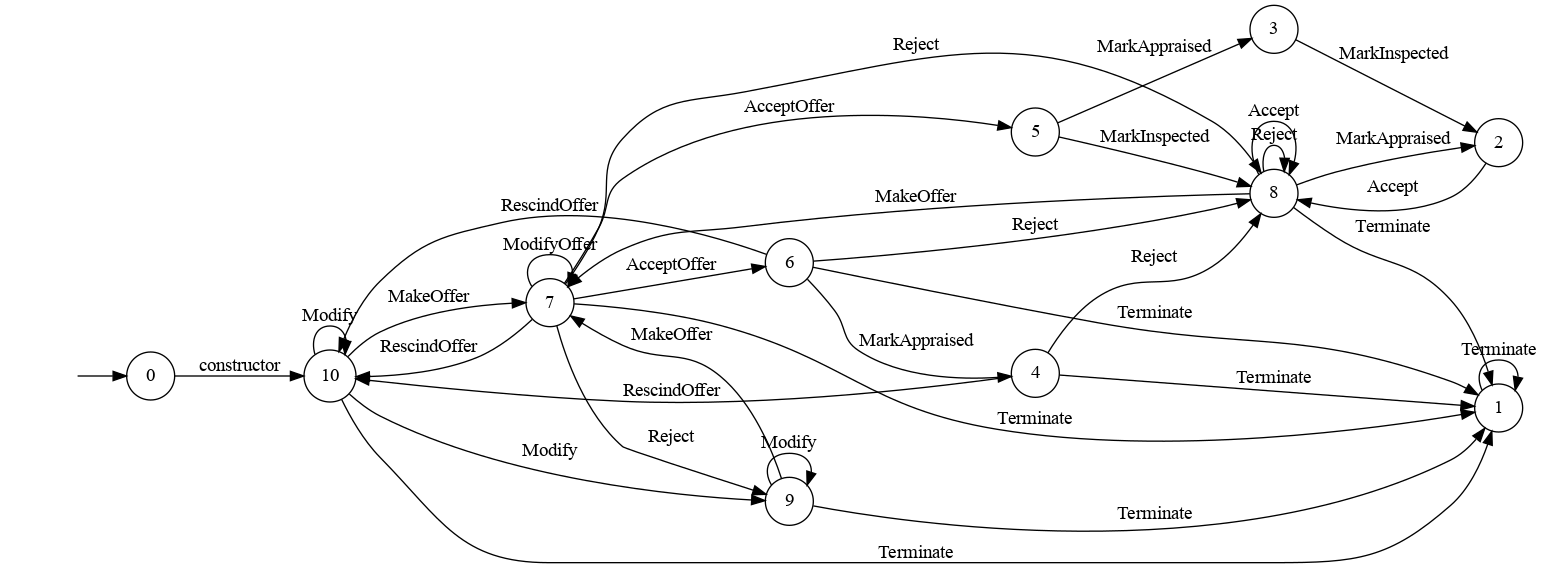 3
MarkAppraised
MarkInspected
Reject
AcceptOffer
5
MarkInspected
Accept
Reject
MarkAppraised
2
Accept
8
MakeOffer
RescindOffer
Reject
Terminate
ModifyOffer
AcceptOffer
6
Reject
MakeOffer
7
Terminate
Modify
RescindOffer
MakeOffer
MarkAppraised
Terminate
0
constructor
10
RescindOffer
4
Terminate
1
Terminate
Modify
Reject
Modify
9
Terminate
Terminate